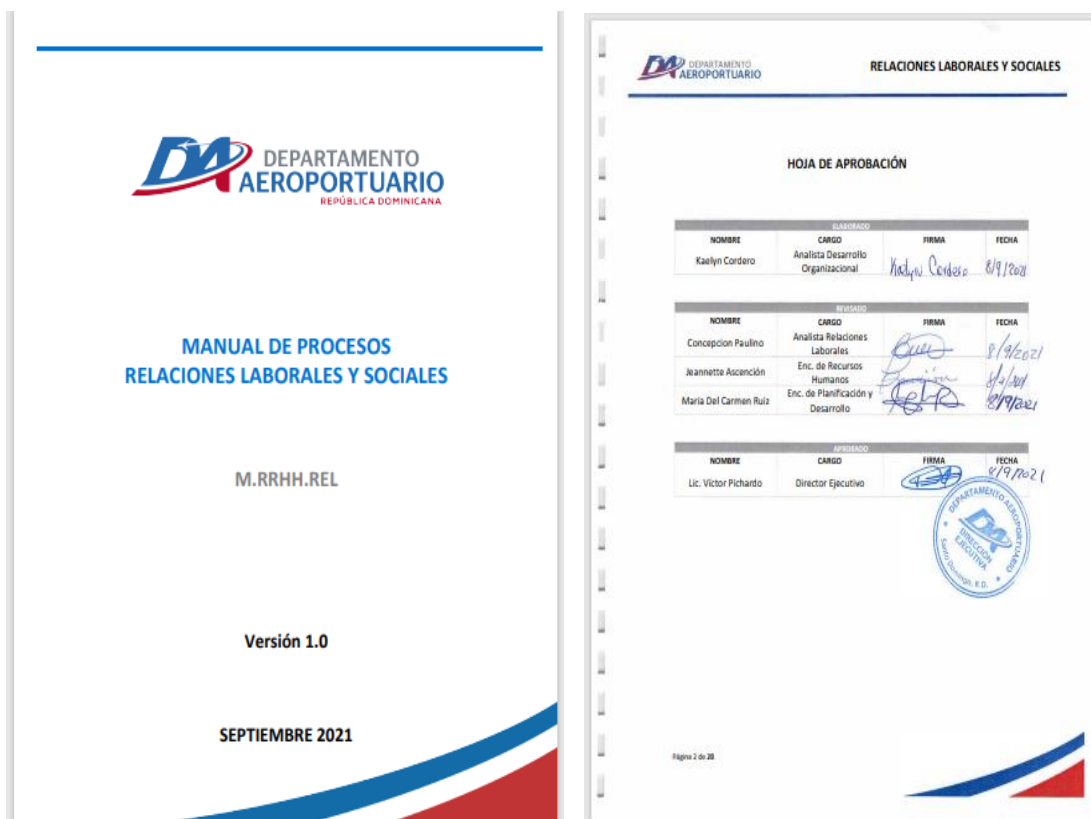 DA DEPARTAMENTO
AEROPORTUARIO
REPÚBLICA DOMINICANA
MANUAL DE PROCESOS
RELACIONES LABORALES Y SOCIALES
M.RRHH.REL
Versión 1.0
SEPTIEMBRE 2021
DA DEPARTAMENTO
AEROPORTUARIO
RELACIONES LABORALES Y SOCIALES
HOJA DE APROBACIÓN
ELABORADO
NOMBRE CARGO FIRMA FECHA
Kaelyn Cordero Analista Desarrollo Organizacional Kaelyn Cordero 8/9/2021
REVISADO
NOMBRE CARGO FIRMA FECHA
Concepcion Paulino Analista Relaciones Laborales 8/9/2021
Jeannette Ascención Enc. de Recursos Humanos
Maria Del Carmen Ruiz Enc. de Planificación y Desarrollo 8/9/2021
APROBADO
NOMBRE CARGO FIRMA FECHA
Lic. Victor Pichardo Director Ejecutivo 8/9/2021
DEPARTAMENTO AEROPORTUARIO
DA
DIRECCIÓN
EJECUTIVA
Santo Domingo, R.D.
Página 2 de 28